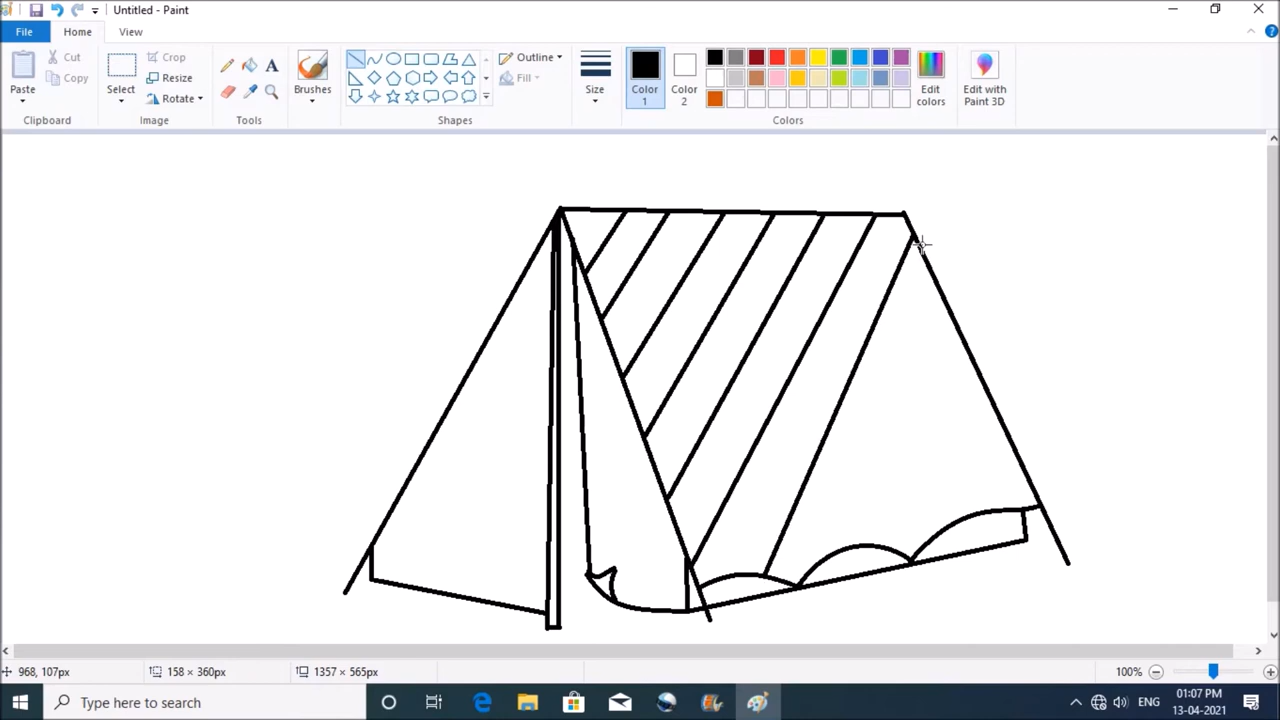 Untitled - Paint
File Home View
Cut Crop Outline
Copy Resize Fill
Paste Select Rotate Brushes Size Color 1 Color 2 Edit colors Edit with Paint 3D
Clipboard Image Tools Shapes Colors
968, 107px 158 × 360px 1357 × 565px 100%
Type here to search ENG 01:07 PM
13-04-2021